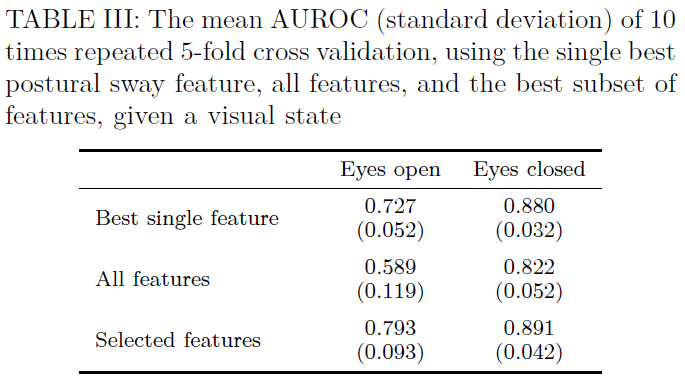 TABLE III: The mean AUROC (standard deviation) of 10
times repeated 5-fold cross validation, using the single best
postural sway feature, all features, and the best subset of
features, given a visual state
Eyes open Eyes closed
Best single feature 0.727 0.880
(0.052) (0.032)
All features 0.589 0.822
(0.119) (0.052)
Selected features 0.793 0.891
(0.093) (0.042)